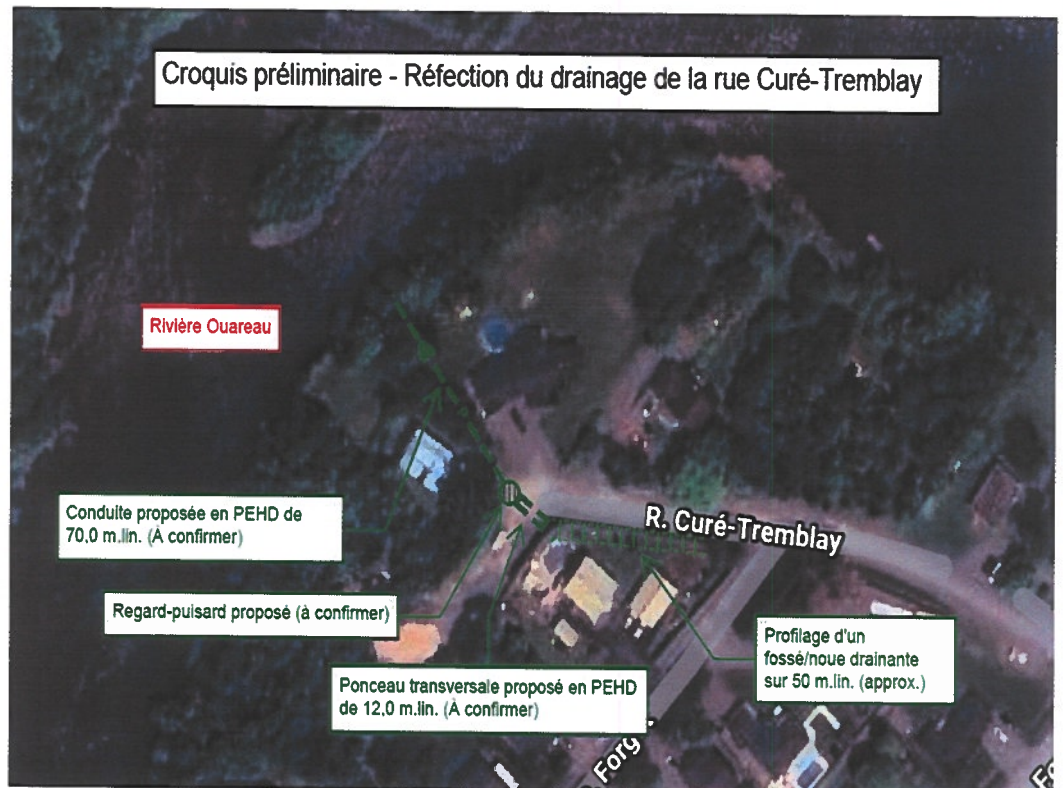 Croquis préliminaire - Réfection du drainage de la rue Curé-Tremblay
Rivière Ouareau
Conduite proposée en PEHD de
70,0 m.lin. (À confirmer)
R. Curé-Tremblay
Regard-puisard proposé (à confirmer)
Profilage d'un
fossé/noue drainante
sur 50 m.lin. (approx.)
Ponceau transversale proposé en PEHD
de 12,0 m.lin. (À confirmer)